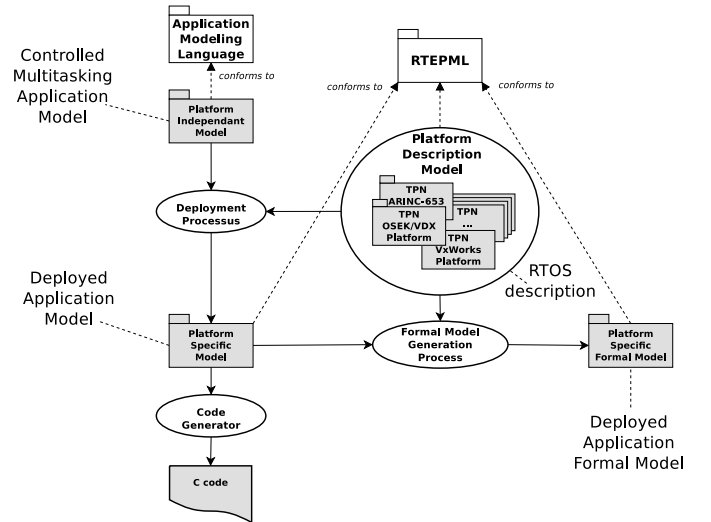 Application
Modeling
Language
RTEPML
Controlled
Multitasking
Application
Model
conforms to
conforms to
conforms to
Platform
Independant
Model
Platform
Description
Model
TPN
ARINC-653
TPN
OSEK/VDX
Platform
TPN
...
TPN
VxWorks
Platform
Deployment
Processus
RTOS
description
Deployed
Application
Model
Platform
Specific
Model
Formal Model
Generation
Process
Platform
Specific
Formal Model
Code
Generator
Deployed
Application
Formal Model
C code